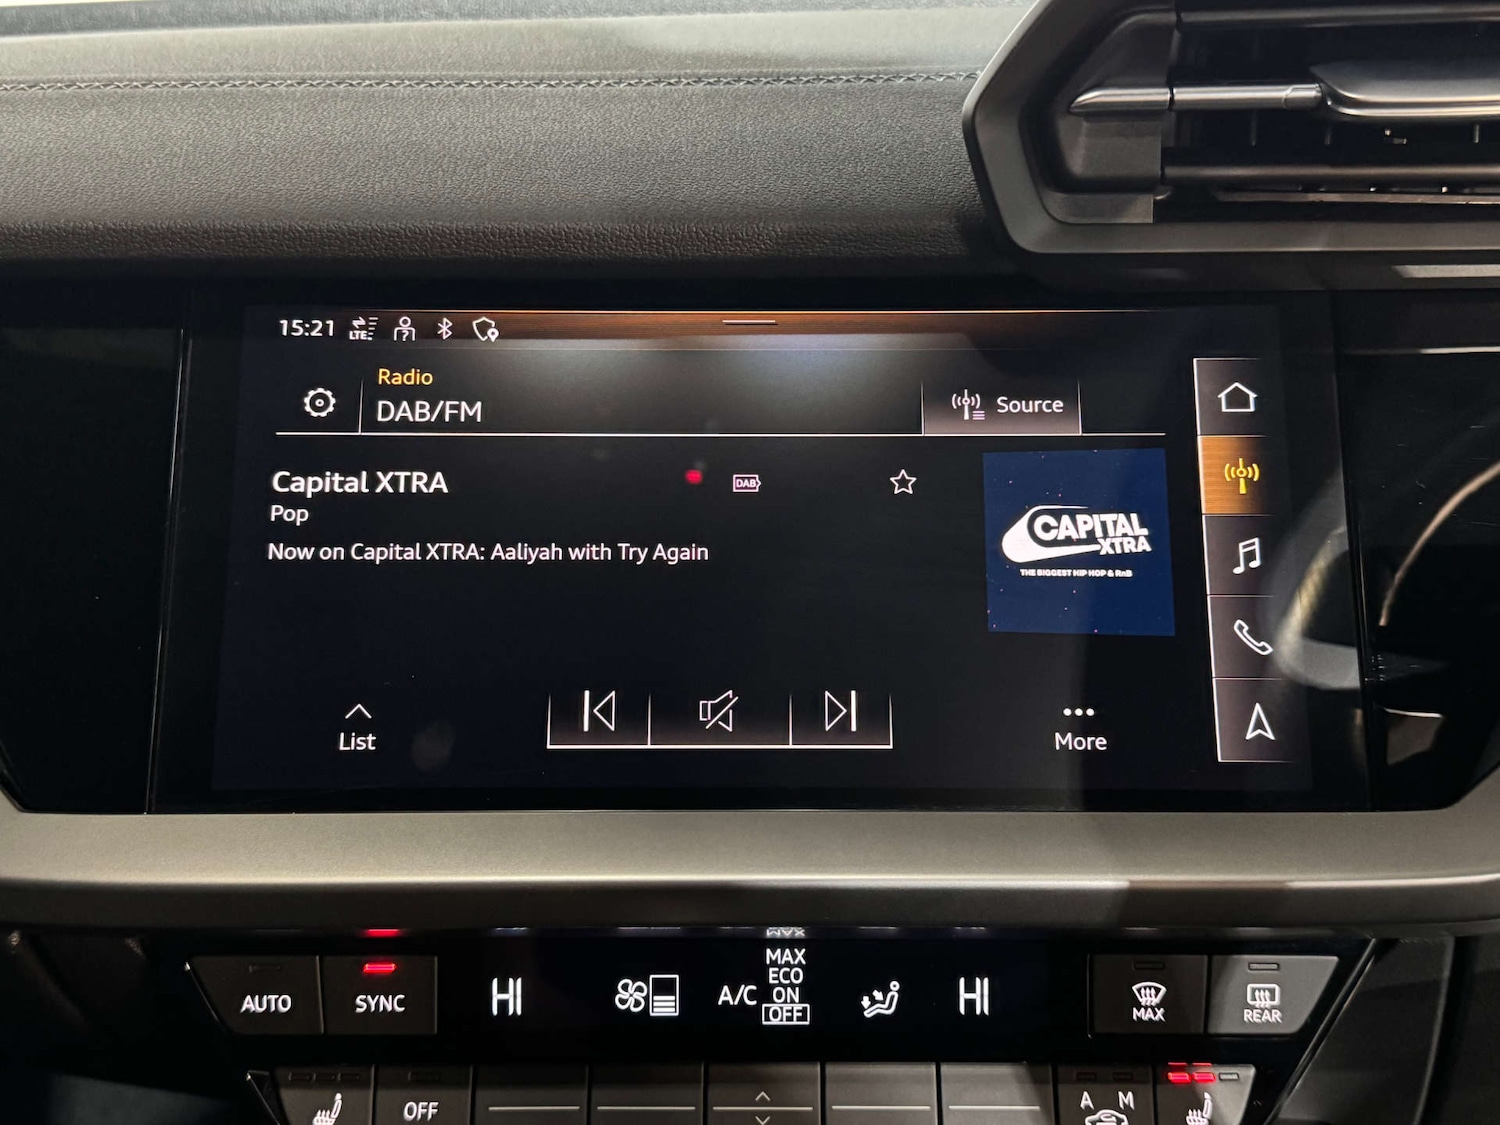 15:21 LTE
Radio
DAB/FM
Source
Capital XTRA
DAB
Pop
Now on Capital XTRA: Aaliyah with Try Again
CAPITAL
XTRA
THE BIGGEST HIP HOP & RnB
List
More
AUTO
SYNC
HI
A/C
MAX
ECO
ON
OFF
HI
MAX
REAR
OFF
A
M